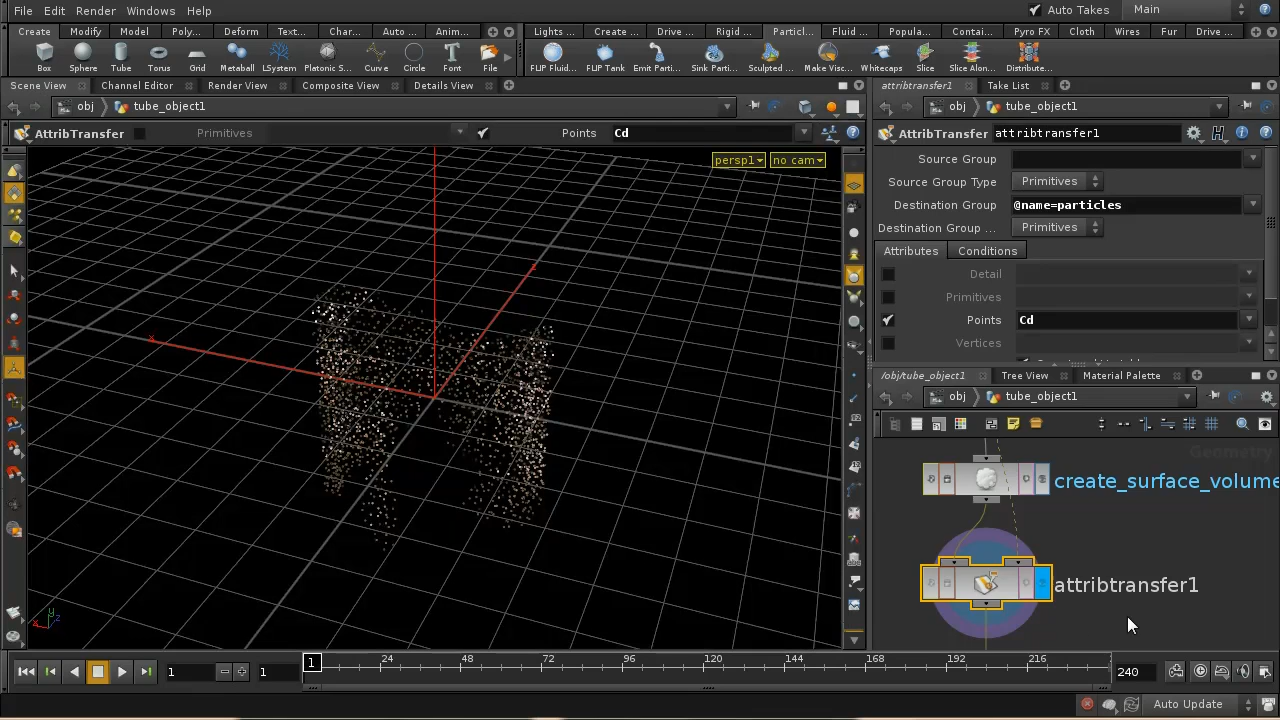 File Edit Render Windows Help Auto Takes Main
Create Modify Model Poly... Deform Text... Char... Auto ... Anim... Lights ... Create ... Drive ... Rigid ... Particl... Fluid ... Popula... Contai... Pyro FX Cloth Wires Fur Drive ...
Box Sphere Tube Torus Grid Metaball LSystem Platonic S... Curve Circle Font File FLIP Fluid... FLIP Tank Emit Parti... Sink Parti... Sculpted ... Make Visc... Whitecaps Slice Slice Alon... Distribute...
Scene View Channel Editor Render View Composite View Details View
obj tube_object1
AttribTransfer Primitives Points Cd
persp1 no cam
z
x
y
x z
attribtransfer1 Take List
obj tube_object1
AttribTransfer attribtransfer1
Source Group
Source Group Type Primitives
Destination Group @name=particles
Destination Group ... Primitives
Attributes Conditions
Detail
Primitives
Points Cd
Vertices
/obj/tube_object1 Tree View Material Palette
obj tube_object1
Geometry
create_surface_volume
attribtransfer1
1 1 1 24 48 72 96 120 144 168 192 216 240
Auto Update